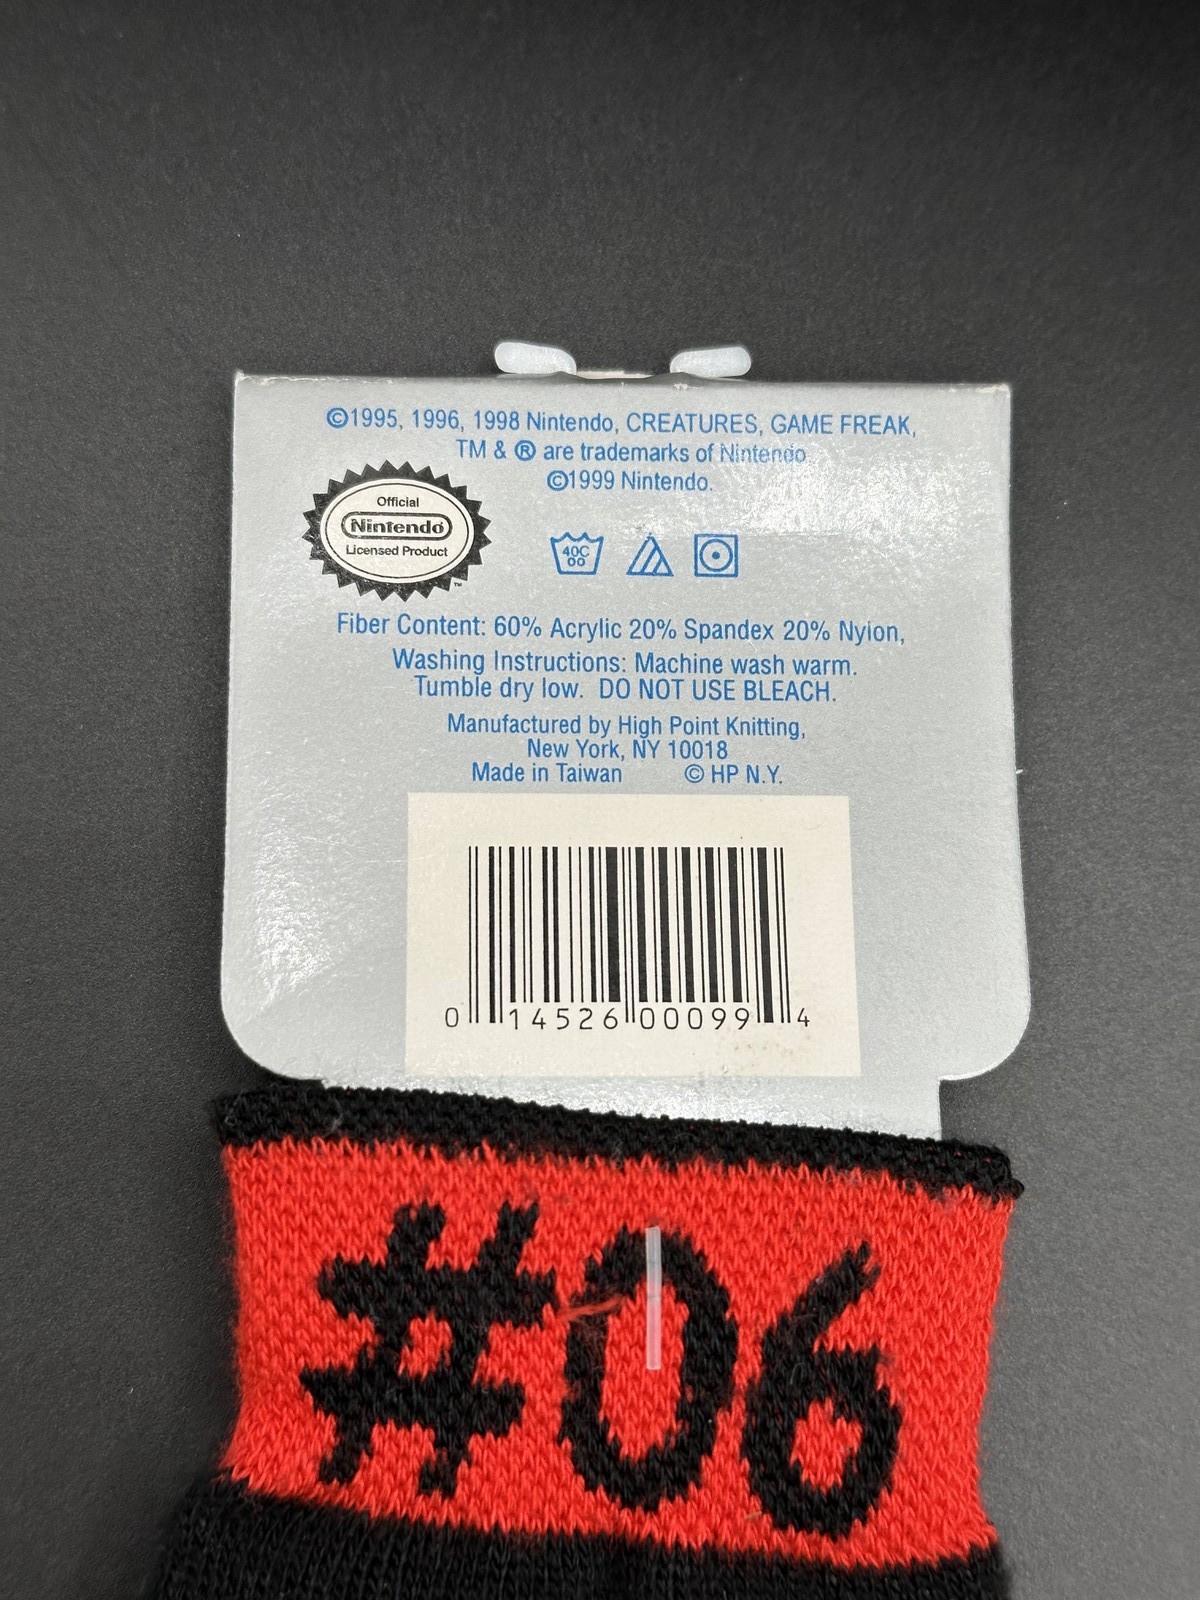 ©1995, 1996, 1998 Nintendo, CREATURES, GAME FREAK,
TM & ® are trademarks of Nintendo
©1999 Nintendo.
Official
Nintendo
Licensed Product
TM
40C
Fiber Content: 60% Acrylic 20% Spandex 20% Nylon,
Washing Instructions: Machine wash warm.
Tumble dry low. DO NOT USE BLEACH.
Manufactured by High Point Knitting,
New York, NY 10018
Made in Taiwan © HP N.Y.
0 14526 00099 4
#06